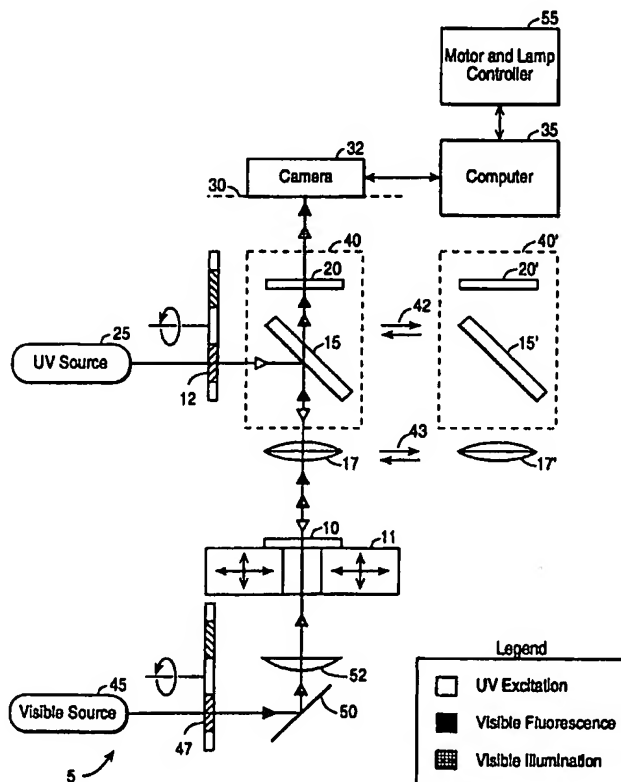 55
Motor and Lamp
Controller
32
35
30
Camera
Computer
40
40'
20
20'
42
25
15
15'
UV Source
12
43
17
17'
10
11
45
52
Visible Source
50
47
5
Legend
UV Excitation
Visible Fluorescence
Visible Illumination